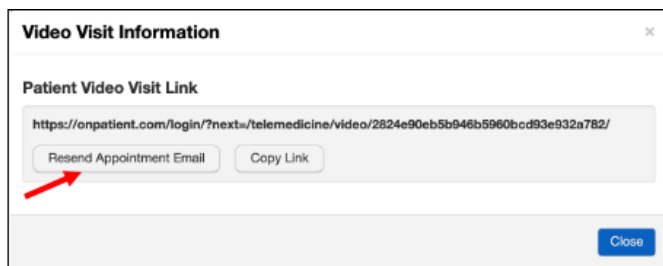 Video Visit Information
×
Patient Video Visit Link
https://onpatient.com/login/?next=/telemedicine/video/2824e90eb5b946b5960bcd93e932a782/
Resend Appointment Email Copy Link
Close